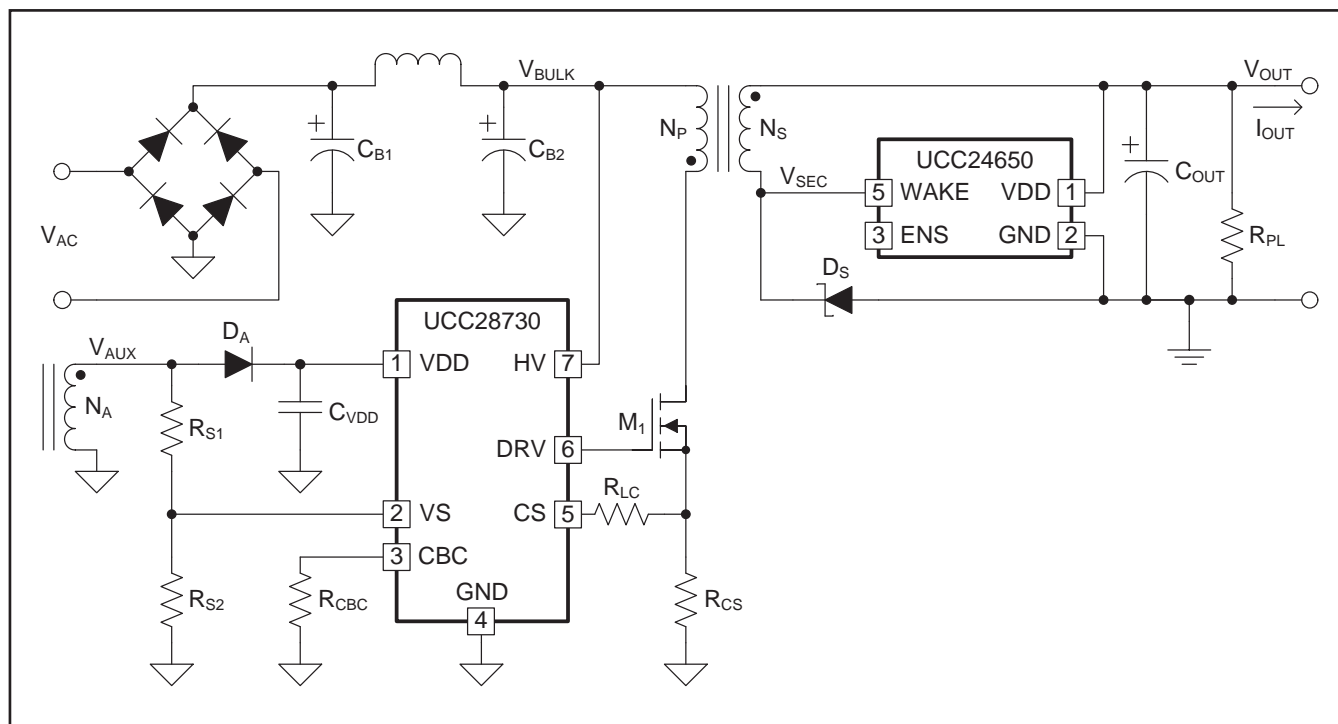 V_BULK
V_OUT
I_OUT
C_B1
C_B2
N_P
N_S
UCC24650
V_SEC
5 WAKE VDD 1
3 ENS GND 2
C_OUT
R_PL
V_AC
D_S
UCC28730
D_A
V_AUX
1 VDD HV 7
N_A
R_S1
C_VDD
M_1
DRV 6
R_LC
2 VS CS 5
3 CBC
GND
4
R_S2
R_CBC
R_CS